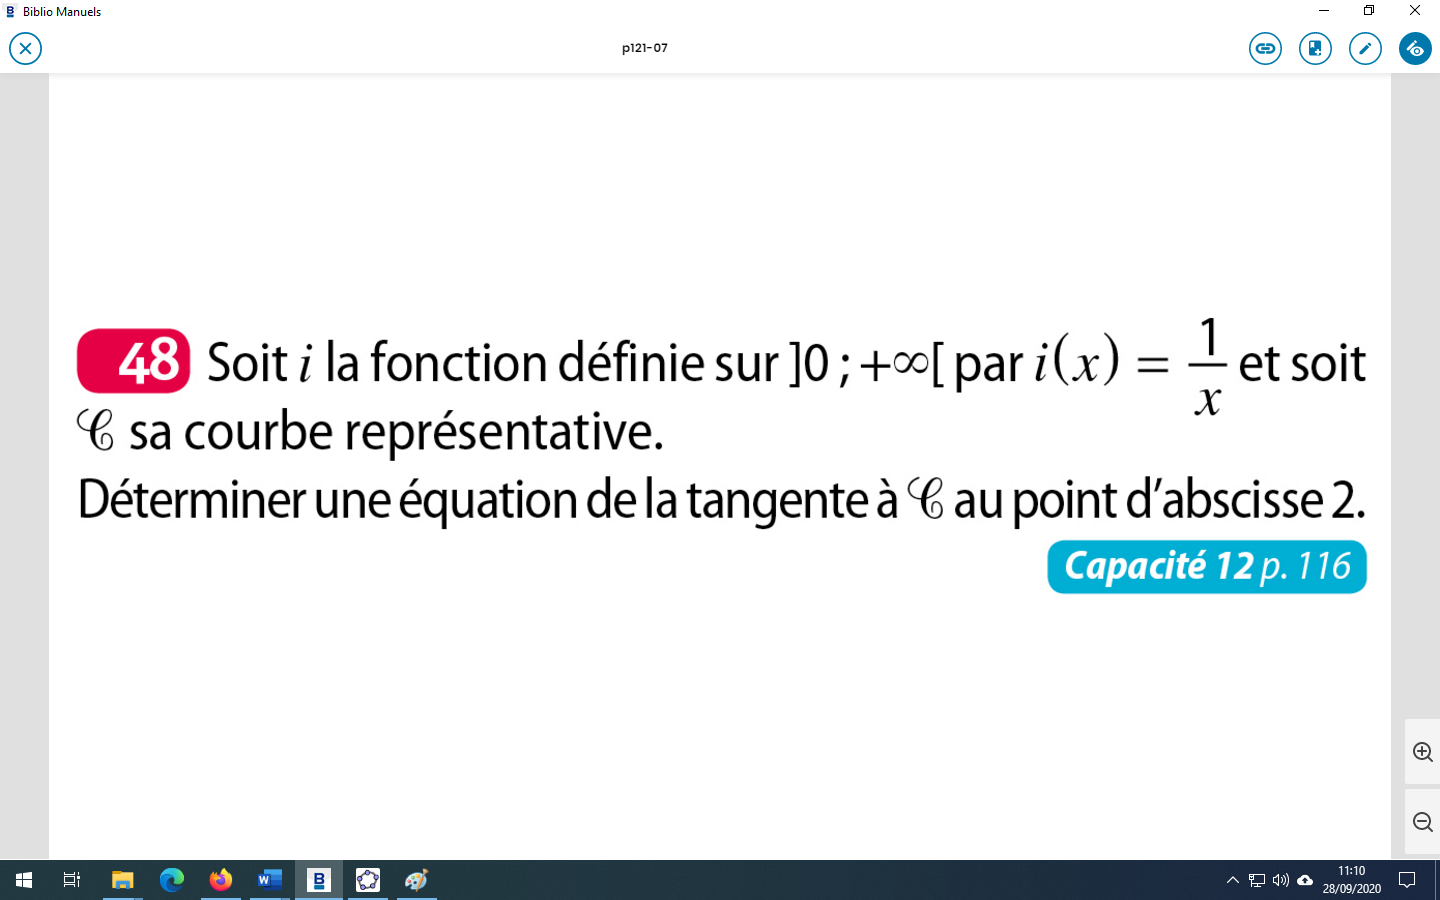 Biblio Manuels
p121-07
48 Soit i la fonction définie sur ]0 ; +∞[ par i(x) = 1/x et soit
𝒞 sa courbe représentative.
Déterminer une équation de la tangente à 𝒞 au point d’abscisse 2.
Capacité 12 p. 116
11:10
28/09/2020